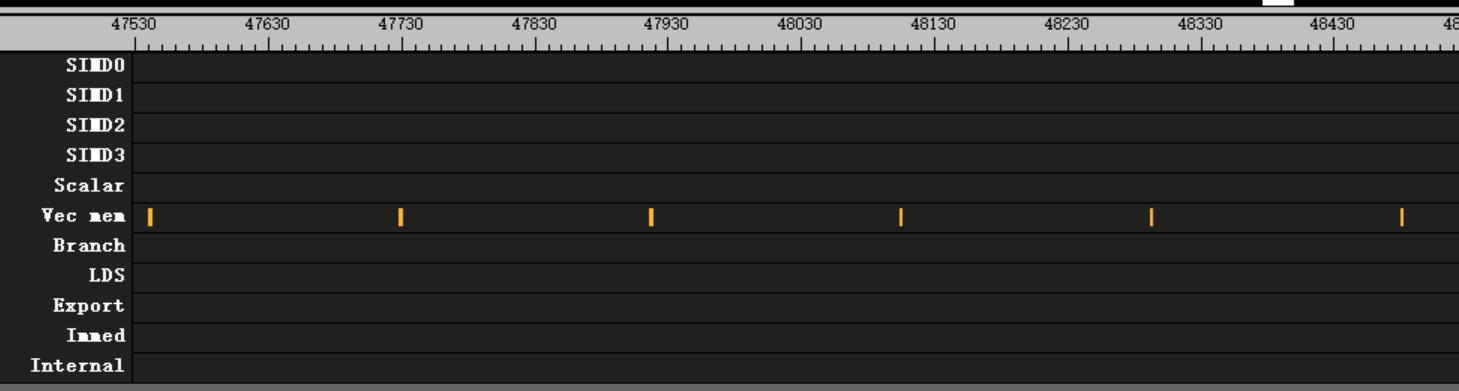 47530 47630 47730 47830 47930 48030 48130 48230 48330 48430 48
SIMD0
SIMD1
SIMD2
SIMD3
Scalar
Vec mem
Branch
LDS
Export
Immed
Internal